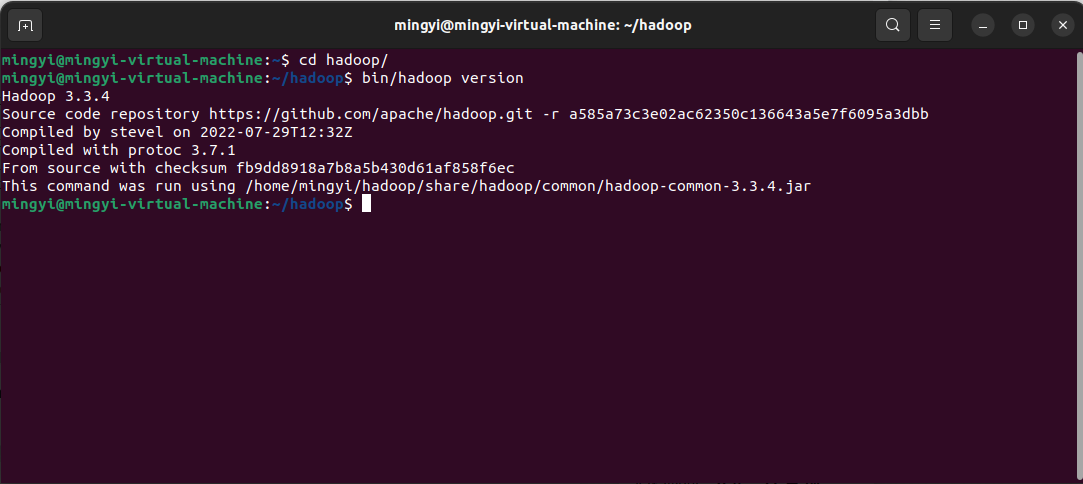 mingyi@mingyi-virtual-machine: ~/hadoop
mingyi@mingyi-virtual-machine:~$ cd hadoop/
mingyi@mingyi-virtual-machine:~/hadoop$ bin/hadoop version
Hadoop 3.3.4
Source code repository https://github.com/apache/hadoop.git -r a585a73c3e02ac62350c136643a5e7f6095a3dbb
Compiled by stevel on 2022-07-29T12:32Z
Compiled with protoc 3.7.1
From source with checksum fb9dd8918a7b8a5b430d61af858f6ec
This command was run using /home/mingyi/hadoop/share/hadoop/common/hadoop-common-3.3.4.jar
mingyi@mingyi-virtual-machine:~/hadoop$